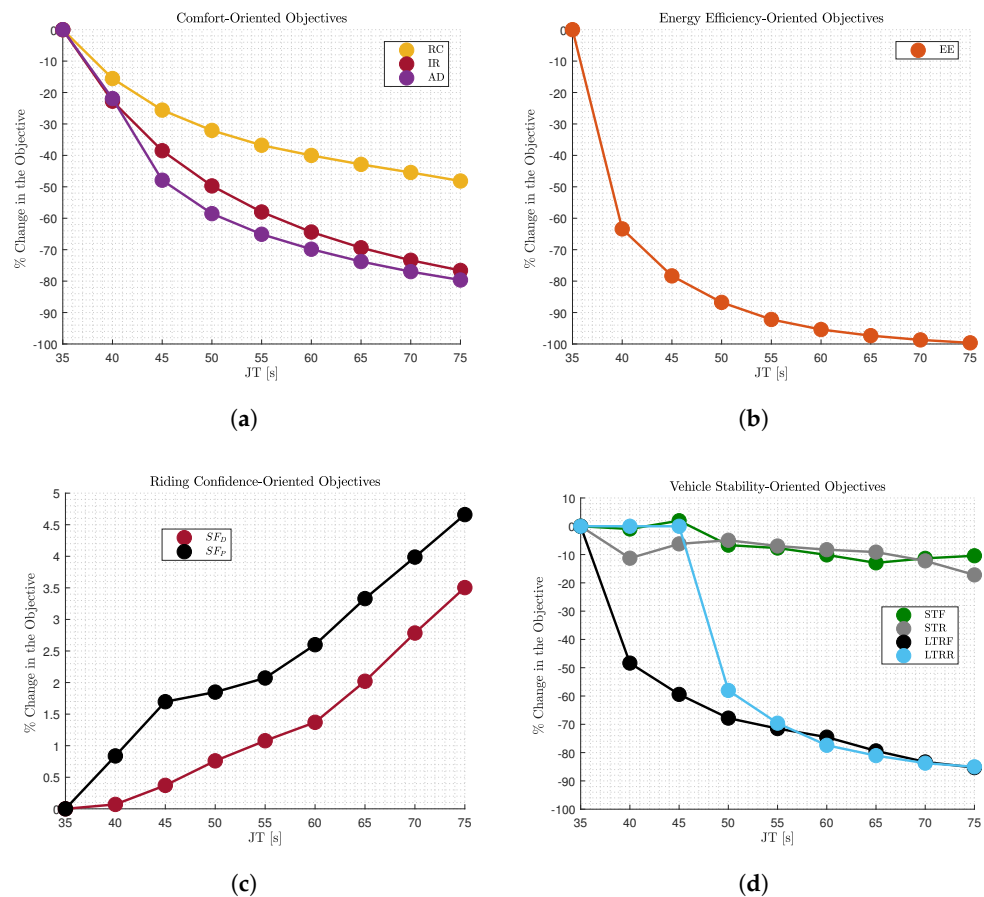 Comfort-Oriented Objectives
0
-10
-20
-30
-40
-50
-60
-70
-80
-90
-100
% Change in the Objective
RC
IR
AD
35 40 45 50 55 60 65 70 75
JT [s]
(a)
Energy Efficiency-Oriented Objectives
0
-10
-20
-30
-40
-50
-60
-70
-80
-90
-100
% Change in the Objective
EE
35 40 45 50 55 60 65 70 75
JT [s]
(b)
Riding Confidence-Oriented Objectives
5
4.5
4
3.5
3
2.5
2
1.5
1
0.5
0
% Change in the Objective
SF_D
SF_P
35 40 45 50 55 60 65 70 75
JT [s]
(c)
Vehicle Stability-Oriented Objectives
10
0
-10
-20
-30
-40
-50
-60
-70
-80
-90
-100
% Change in the Objective
STF
STR
LTRF
LTRR
35 40 45 50 55 60 65 70 75
JT [s]
(d)